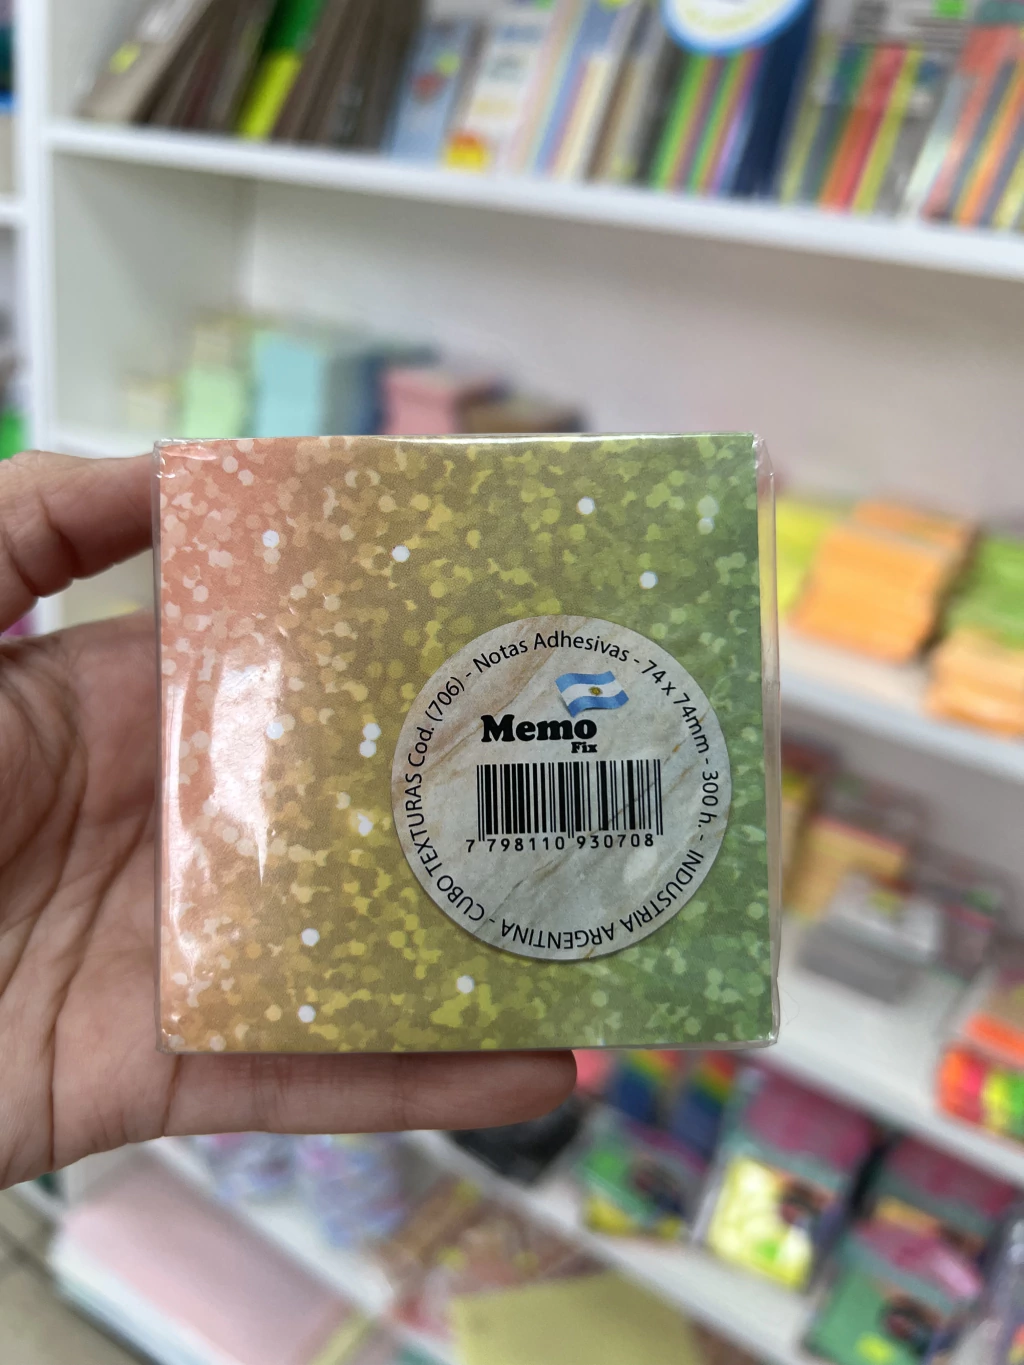 CUBO TEXTURAS Cod. (706) - Notas Adhesivas - 74 x 74mm - 300 h. - INDUSTRIA ARGENTINA -
Memo
Fix
7 798110 930708